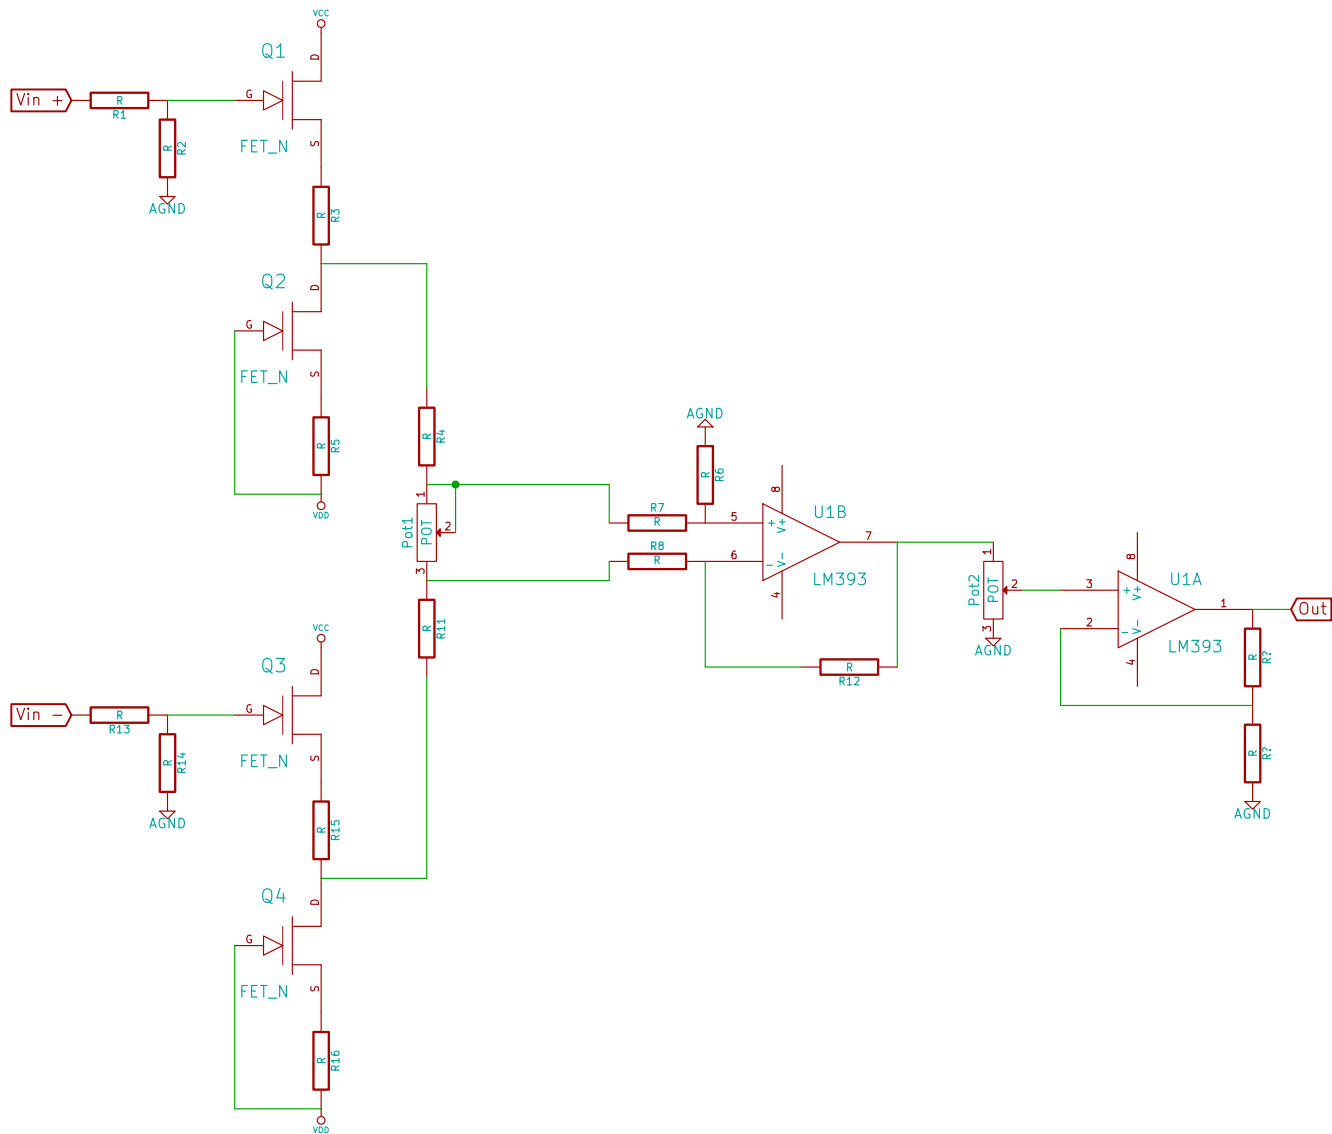 VCC
Q1
D
Vin +
R
R1
G
S
FET_N
R
R2
AGND
R
R3
Q2
D
G
S
FET_N
R
R5
VDD
R
R4
1
Pot1
POT
2
3
R
R11
AGND
R
R6
R7
R
R8
R
5
6
+
-
V+
V-
8
4
U1B
LM393
7
R
R12
1
Pot2
POT
2
3
AGND
3
2
+
-
V+
V-
8
4
U1A
LM393
1
Out
R
R?
R
R?
AGND
VCC
Q3
D
Vin -
R
R13
G
S
FET_N
R
R14
AGND
R
R15
Q4
D
G
S
FET_N
R
R16
VDD